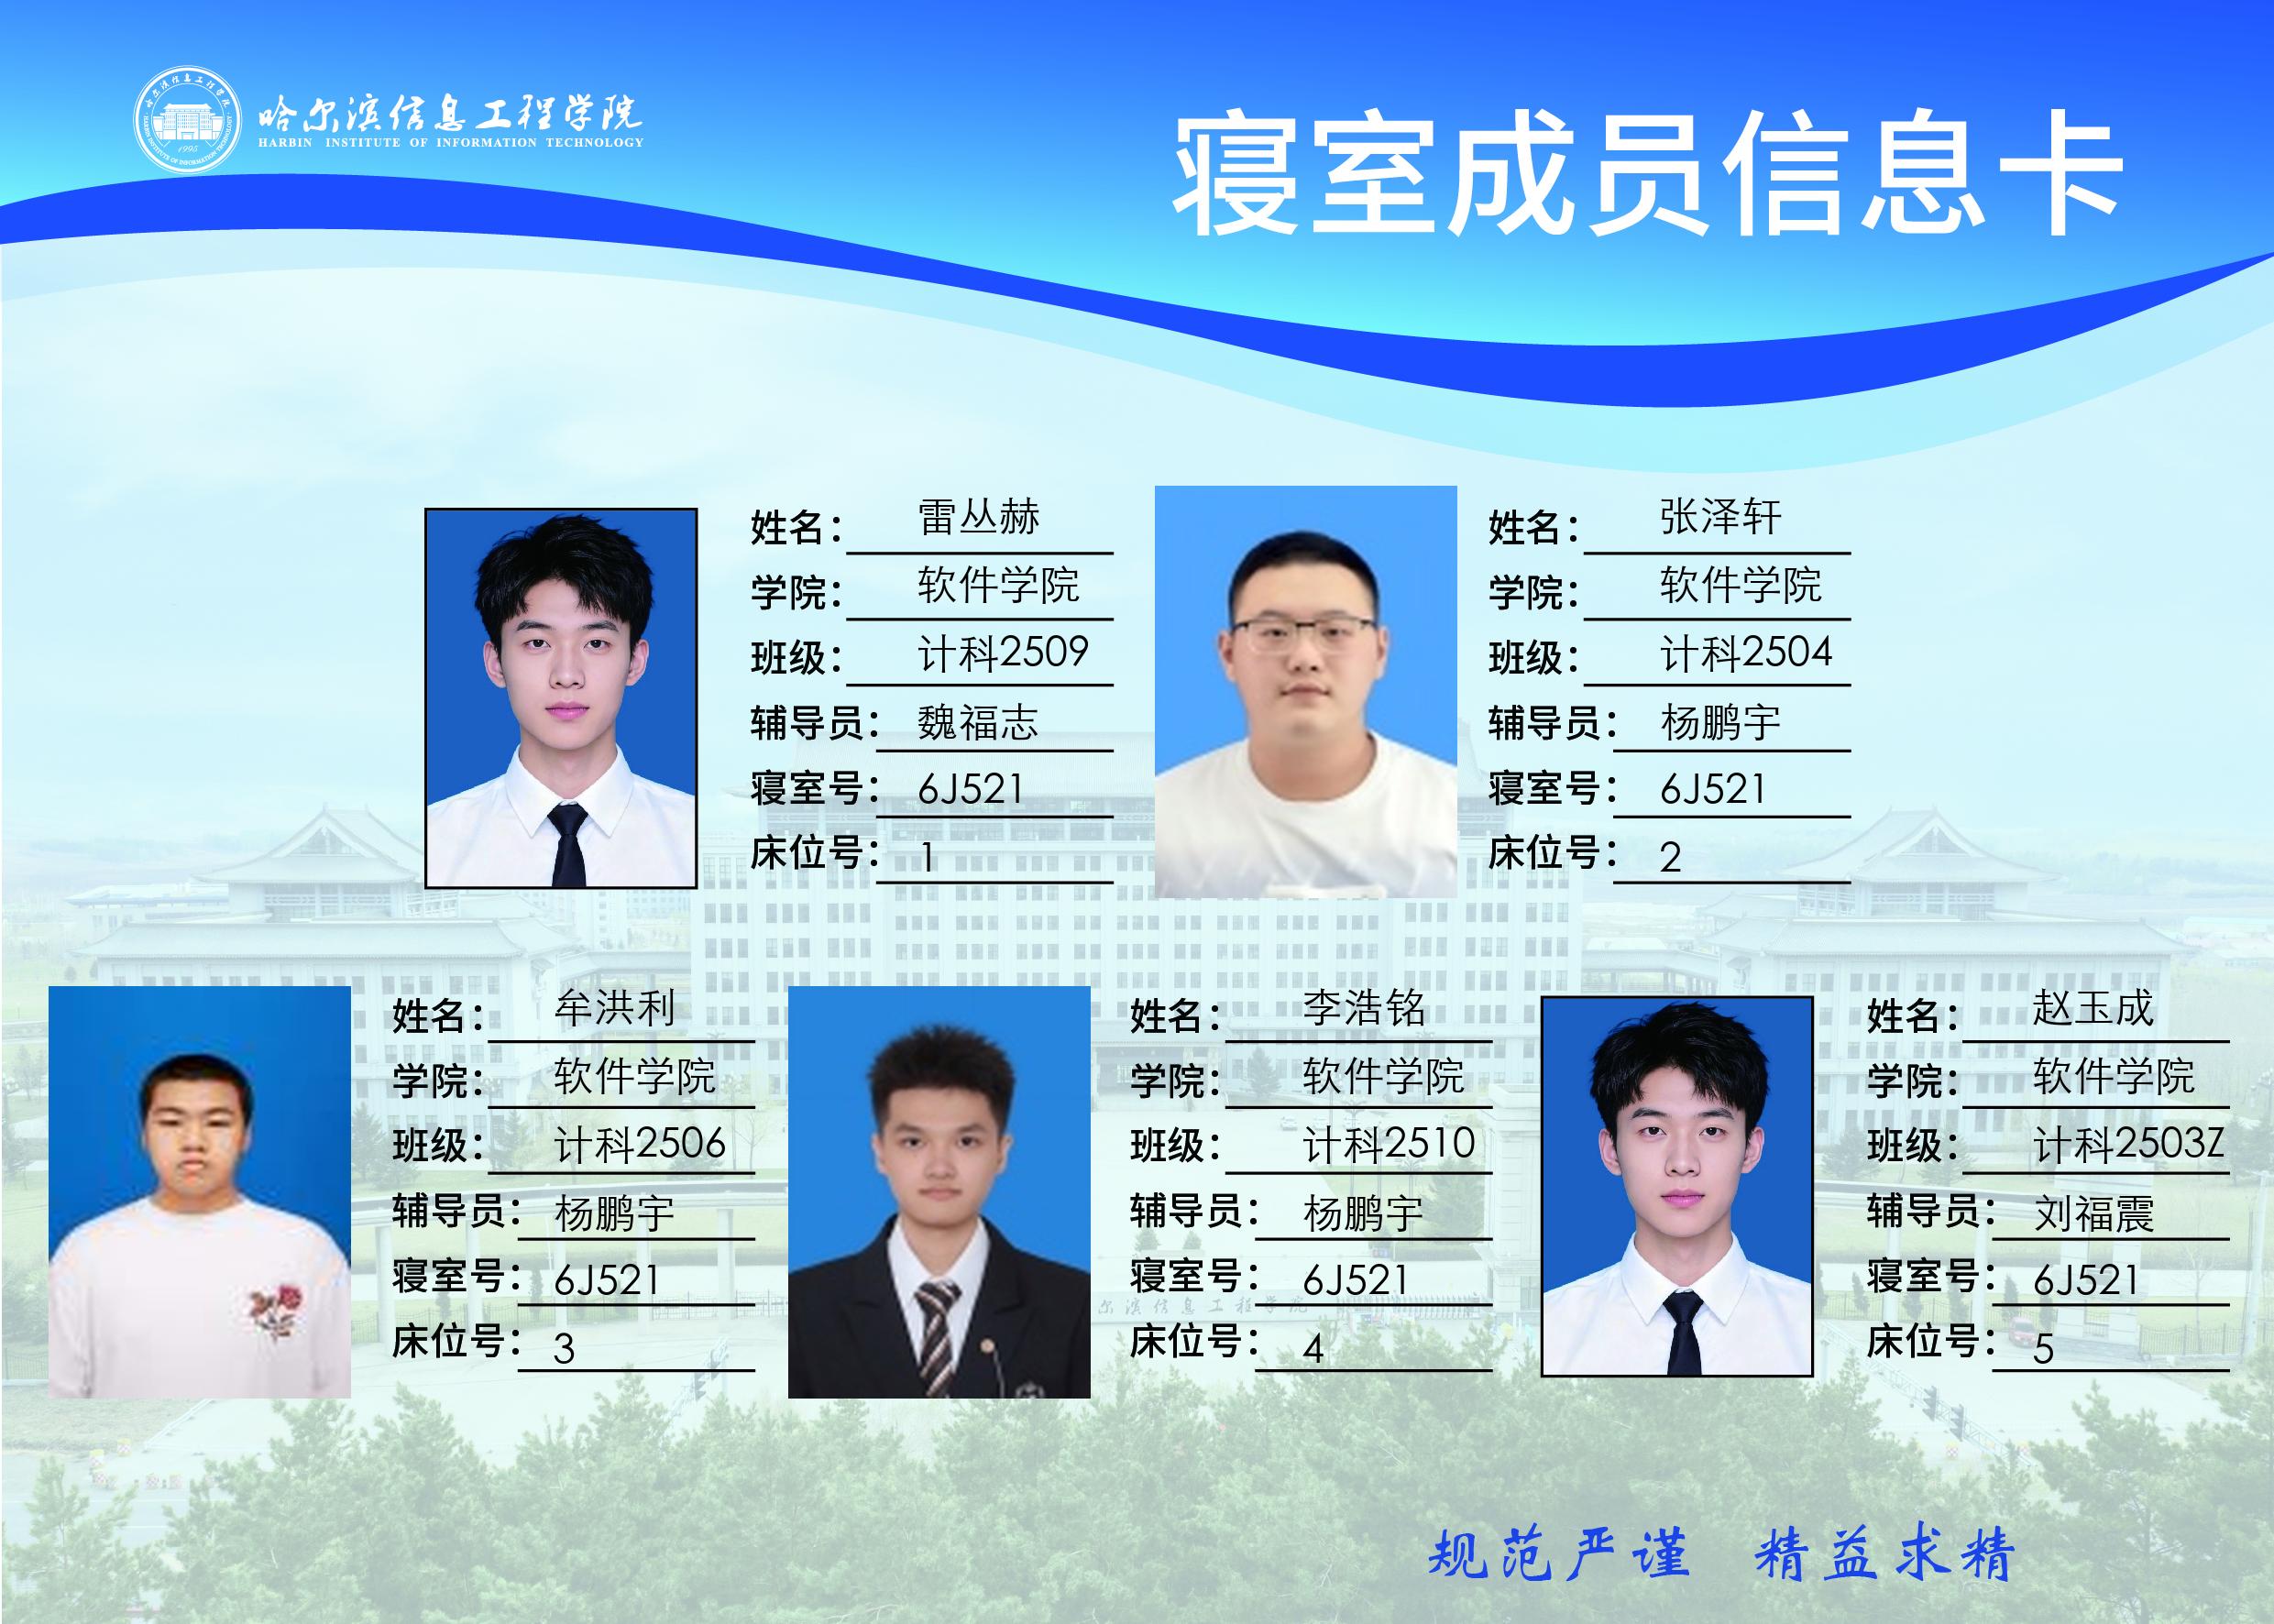 哈尔滨信息工程学院
HARBIN INSTITUTE OF INFORMATION TECHNOLOGY
1995
寝室成员信息卡
姓名：雷丛赫
学院：软件学院
班级：计科2509
辅导员：魏福志
寝室号：6J521
床位号：1
姓名：张泽轩
学院：软件学院
班级：计科2504
辅导员：杨鹏宇
寝室号：6J521
床位号：2
姓名：牟洪利
学院：软件学院
班级：计科2506
辅导员：杨鹏宇
寝室号：6J521
床位号：3
姓名：李浩铭
学院：软件学院
班级：计科2510
辅导员：杨鹏宇
寝室号：6J521
床位号：4
姓名：赵玉成
学院：软件学院
班级：计科2503Z
辅导员：刘福震
寝室号：6J521
床位号：5
尔滨信息工程学院
规范严谨 精益求精